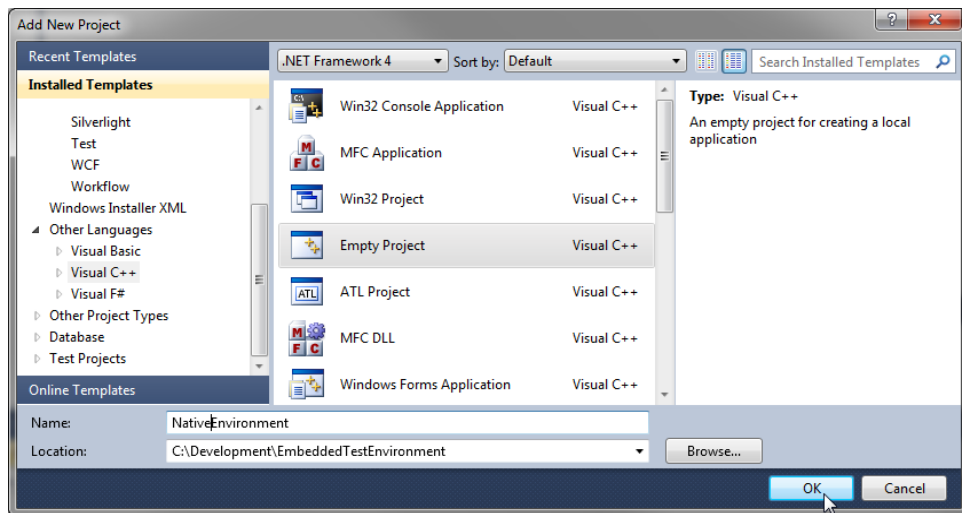 Add New Project
Recent Templates
Installed Templates
Silverlight
Test
WCF
Workflow
Windows Installer XML
Other Languages
Visual Basic
Visual C++
Visual F#
Other Project Types
Database
Test Projects
Online Templates
.NET Framework 4
Sort by: Default
Search Installed Templates
Win32 Console Application Visual C++
MFC Application Visual C++
Win32 Project Visual C++
Empty Project Visual C++
ATL Project Visual C++
MFC DLL Visual C++
Windows Forms Application Visual C++
Type: Visual C++
An empty project for creating a local
application
Name: NativeEnvironment
Location: C:\Development\EmbeddedTestEnvironment
Browse...
OK Cancel